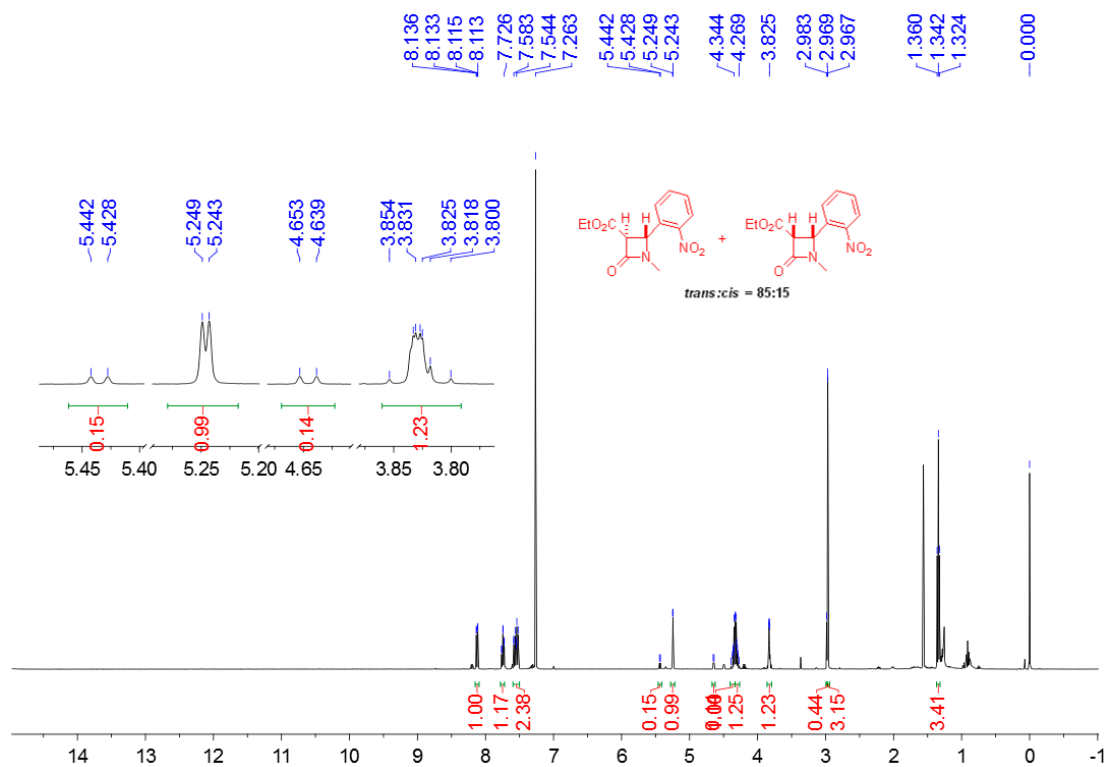 8.136 8.133 8.115 8.113 7.726 7.583 7.544 7.263 5.442 5.428 5.249 5.243 4.344 4.269 3.825 2.983 2.969 2.967 1.360 1.342 1.324 0.000
5.442 5.428 5.249 5.243 4.653 4.639 3.854 3.831 3.825 3.818 3.800
EtO2C H H NO2 O N + EtO2C H H NO2 O N
trans:cis = 85:15
0.15 0.99 0.14 1.23
5.45 5.40 5.25 5.20 4.65 3.85 3.80
1.00 1.17 2.38 0.15 0.99 1.25 1.23 0.44 3.15 3.41
14 13 12 11 10 9 8 7 6 5 4 3 2 1 0 -1